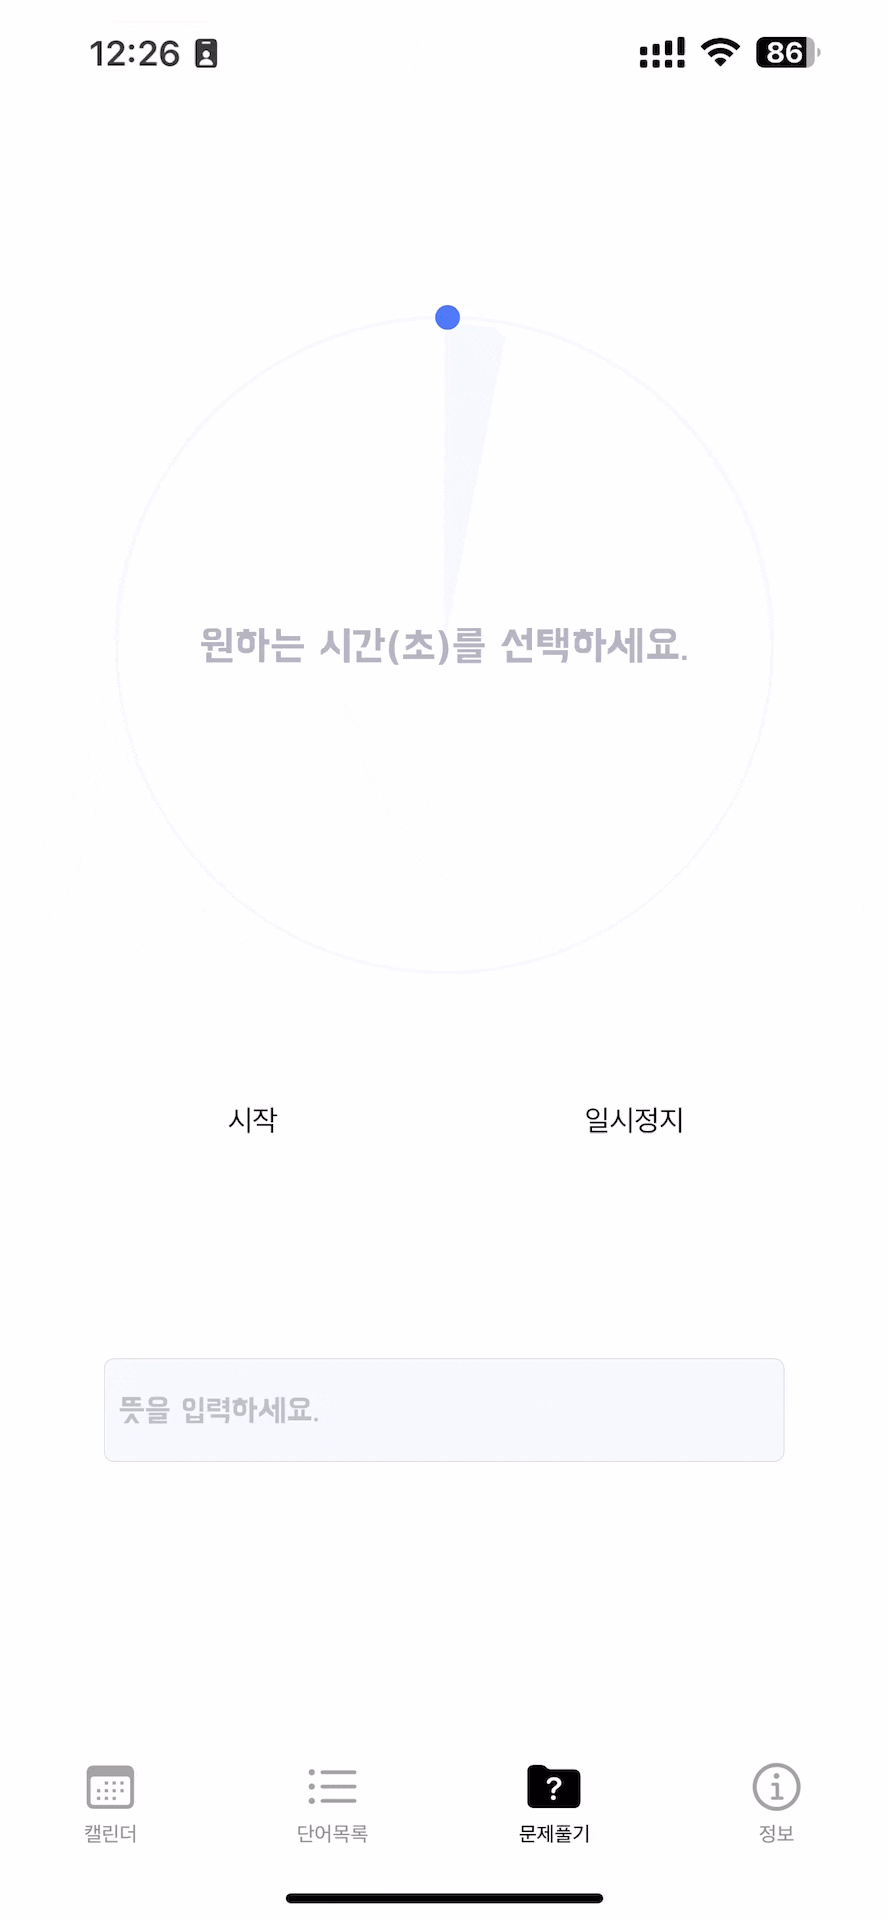 12:26
86
원하는 시간(초)를 선택하세요.
시작
일시정지
뜻을 입력하세요.
캘린더
단어목록
문제풀기
정보